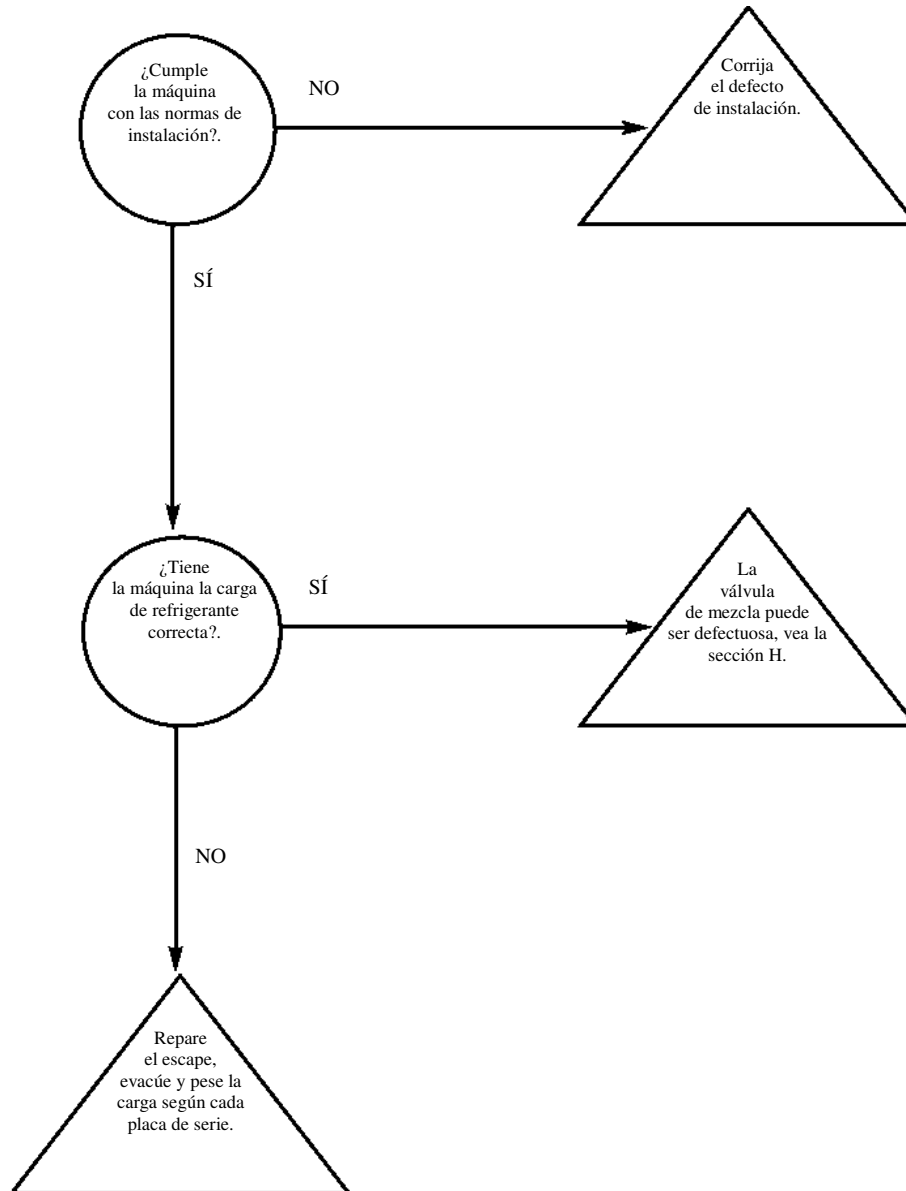 ¿Cumple
la máquina
con las normas de
instalación?.
NO
Corrija
el defecto
de instalación.
SÍ
¿Tiene
la máquina la carga
de refrigerante
correcta?.
SÍ
La
válvula
de mezcla puede
ser defectuosa, vea la
sección H.
NO
Repare
el escape,
evacúe y pese la
carga según cada
placa de serie.